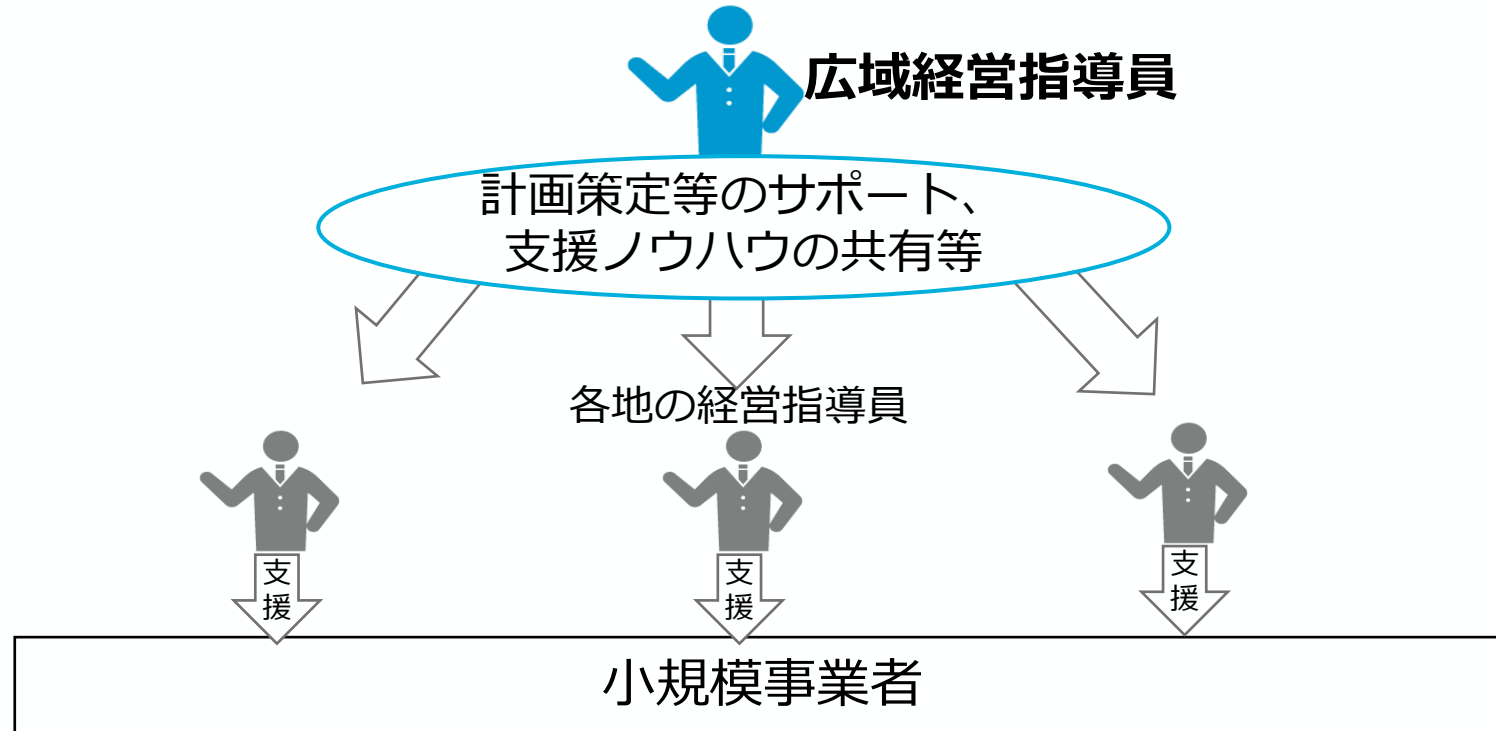 広域経営指導員
計画策定等のサポート、
支援ノウハウの共有等
各地の経営指導員
支援
支援
支援
小規模事業者